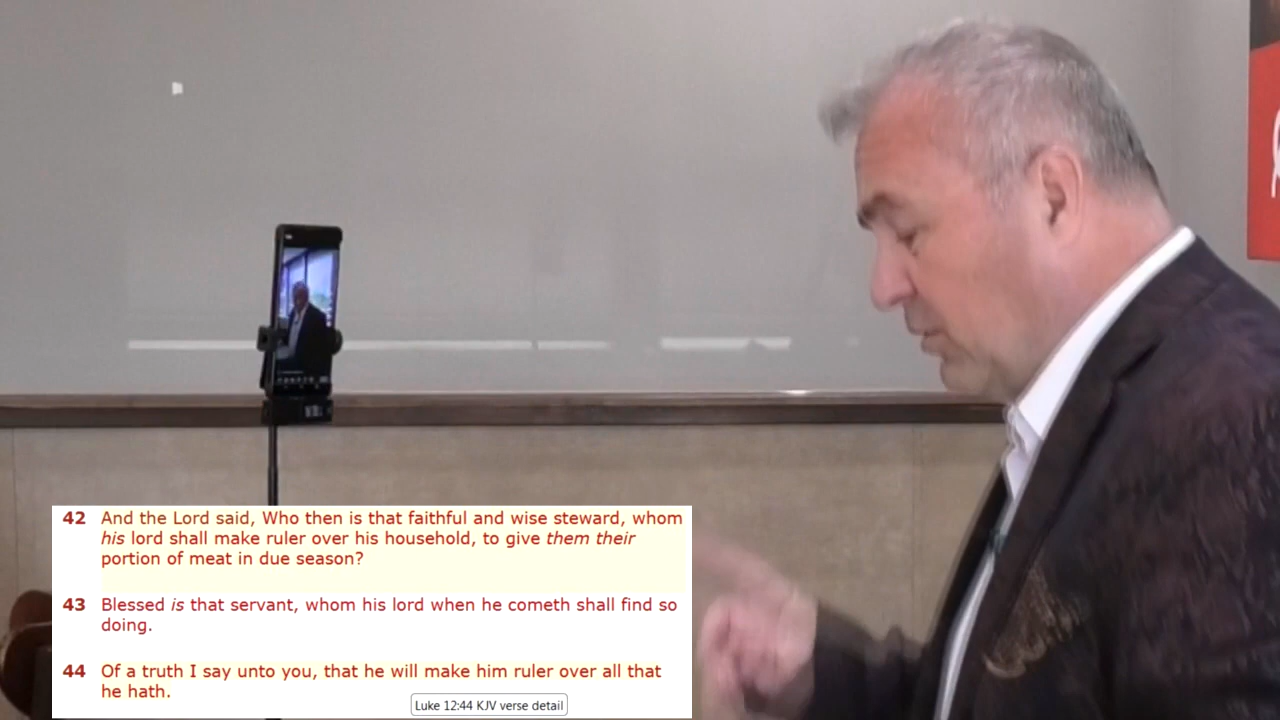 42 And the Lord said, Who then is that faithful and wise steward, whom
his lord shall make ruler over his household, to give them their
portion of meat in due season?
43 Blessed is that servant, whom his lord when he cometh shall find so
doing.
44 Of a truth I say unto you, that he will make him ruler over all that
he hath.
Luke 12:44 KJV verse detail